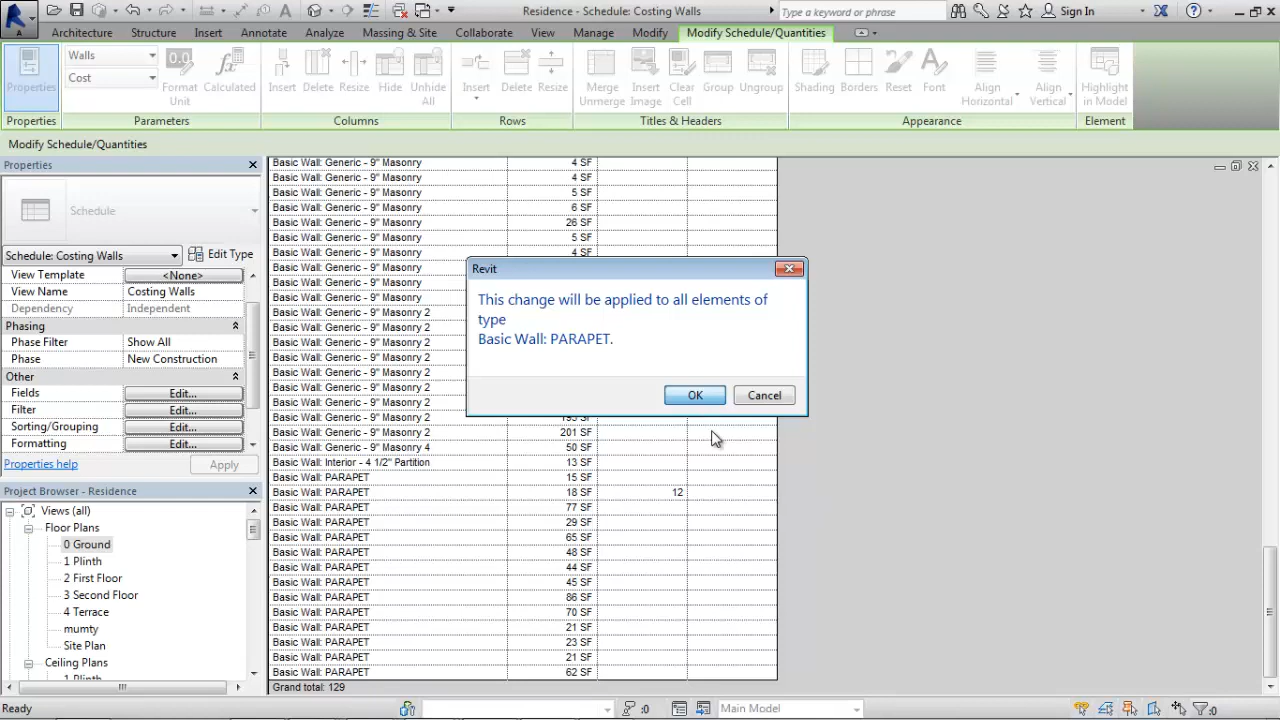 Residence - Schedule: Costing Walls
Type a keyword or phrase
Sign In
Architecture
Structure
Insert
Annotate
Analyze
Massing & Site
Collaborate
View
Manage
Modify
Modify Schedule/Quantities
Properties
Walls
Cost
0.0
Format
Unit
Calculated
Insert
Delete
Resize
Hide
Unhide
All
Insert
Delete
Resize
Merge
Unmerge
Insert
Image
Clear
Cell
Group
Ungroup
Shading
Borders
Reset
Font
Align
Horizontal
Align
Vertical
Highlight
in Model
Properties
Parameters
Columns
Rows
Titles & Headers
Appearance
Element
Modify Schedule/Quantities
Properties
Schedule
Schedule: Costing Walls
Edit Type
View Template
<None>
View Name
Costing Walls
Dependency
Independent
Phasing
Phase Filter
Show All
Phase
New Construction
Other
Fields
Edit...
Filter
Edit...
Sorting/Grouping
Edit...
Formatting
Edit...
Properties help
Apply
Project Browser - Residence
Views (all)
Floor Plans
0 Ground
1 Plinth
2 First Floor
3 Second Floor
4 Terrace
mumty
Site Plan
Ceiling Plans
1 Plinth
Basic Wall: Generic - 9" Masonry 4 SF
Basic Wall: Generic - 9" Masonry 4 SF
Basic Wall: Generic - 9" Masonry 5 SF
Basic Wall: Generic - 9" Masonry 6 SF
Basic Wall: Generic - 9" Masonry 26 SF
Basic Wall: Generic - 9" Masonry 5 SF
Basic Wall: Generic - 9" Masonry 4 SF
Basic Wall: Generic - 9" Masonry
Basic Wall: Generic - 9" Masonry
Basic Wall: Generic - 9" Masonry
Basic Wall: Generic - 9" Masonry 2
Basic Wall: Generic - 9" Masonry 2
Basic Wall: Generic - 9" Masonry 2
Basic Wall: Generic - 9" Masonry 2
Basic Wall: Generic - 9" Masonry 2
Basic Wall: Generic - 9" Masonry 2
Basic Wall: Generic - 9" Masonry 2
Basic Wall: Generic - 9" Masonry 2 193 SF
Basic Wall: Generic - 9" Masonry 2 201 SF
Basic Wall: Generic - 9" Masonry 4 50 SF
Basic Wall: Interior - 4 1/2" Partition 13 SF
Basic Wall: PARAPET 15 SF
Basic Wall: PARAPET 18 SF 12
Basic Wall: PARAPET 77 SF
Basic Wall: PARAPET 29 SF
Basic Wall: PARAPET 65 SF
Basic Wall: PARAPET 48 SF
Basic Wall: PARAPET 44 SF
Basic Wall: PARAPET 45 SF
Basic Wall: PARAPET 86 SF
Basic Wall: PARAPET 70 SF
Basic Wall: PARAPET 21 SF
Basic Wall: PARAPET 23 SF
Basic Wall: PARAPET 21 SF
Basic Wall: PARAPET 62 SF
Grand total: 129
Revit
This change will be applied to all elements of
type
Basic Wall: PARAPET.
OK
Cancel
Ready
:0
Main Model
:0